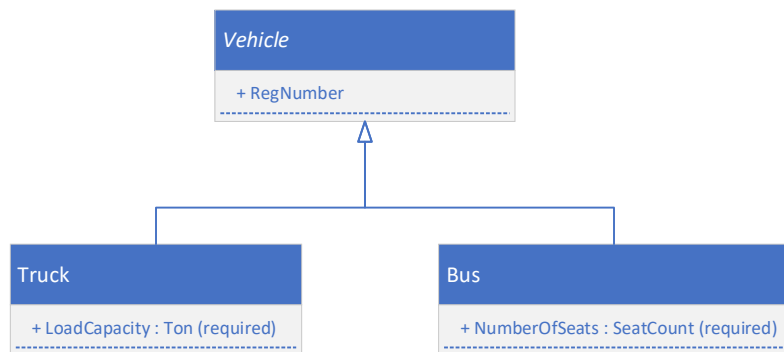 Vehicle
+ RegNumber
Truck
+ LoadCapacity : Ton (required)
Bus
+ NumberOfSeats : SeatCount (required)